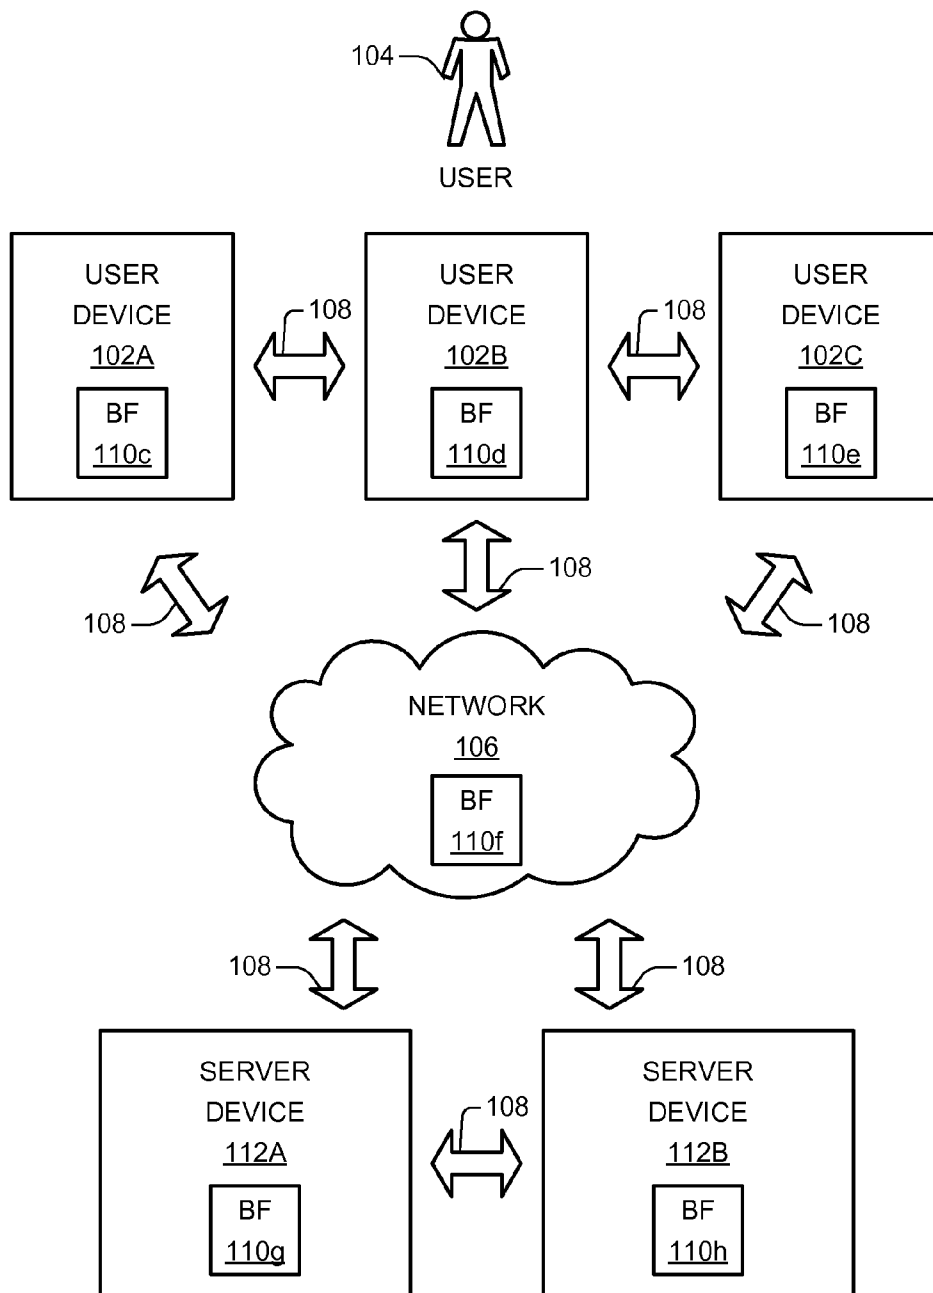 104
USER
USER
DEVICE
102A
BF
110c
108
USER
DEVICE
102B
BF
110d
108
USER
DEVICE
102C
BF
110e
108
108
108
NETWORK
106
BF
110f
108
108
SERVER
DEVICE
112A
BF
110g
108
SERVER
DEVICE
112B
BF
110h